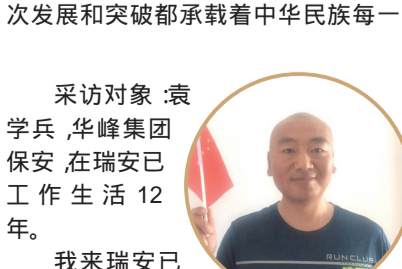 次发展和突破都承载着中华民族每一
采访对象:袁
学兵,华峰集团
保安,在瑞安已
工作生活 12
年。
我来瑞安已
RUNCLUB